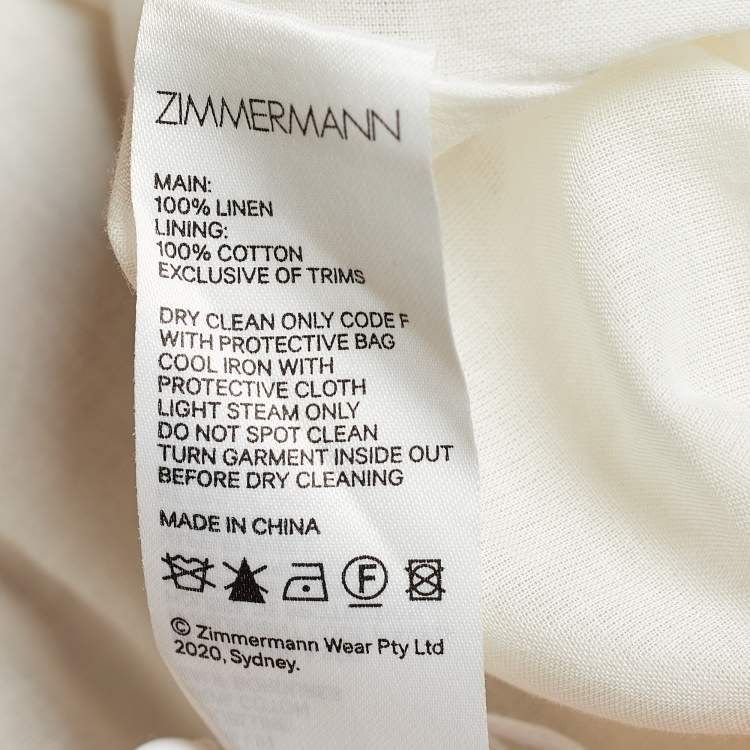 ZIMMERMANN
MAIN:
100% LINEN
LINING:
100% COTTON
EXCLUSIVE OF TRIMS
DRY CLEAN ONLY CODE F
WITH PROTECTIVE BAG
COOL IRON WITH
PROTECTIVE CLOTH
LIGHT STEAM ONLY
DO NOT SPOT CLEAN
TURN GARMENT INSIDE OUT
BEFORE DRY CLEANING
MADE IN CHINA
F
© Zimmermann Wear Pty Ltd
2020, Sydney.